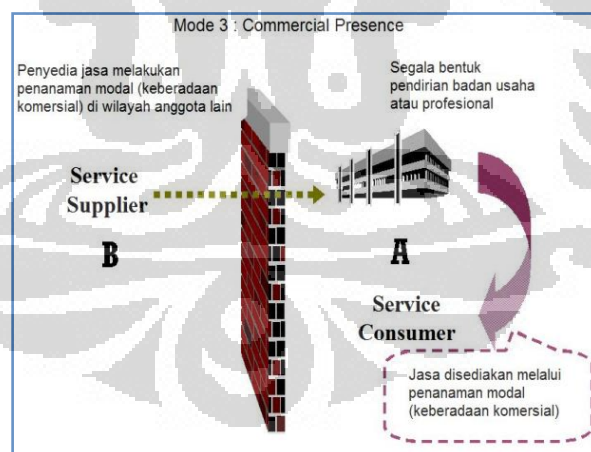 Mode 3 : Commercial Presence
Penyedia jasa melakukan
penanaman modal (keberadaan
komersial) di wilayah anggota lain
Segala bentuk
pendirian badan usaha
atau profesional
Service
Supplier
B
A
Service
Consumer
Jasa disediakan melalui
penanaman modal
(keberadaan komersial)